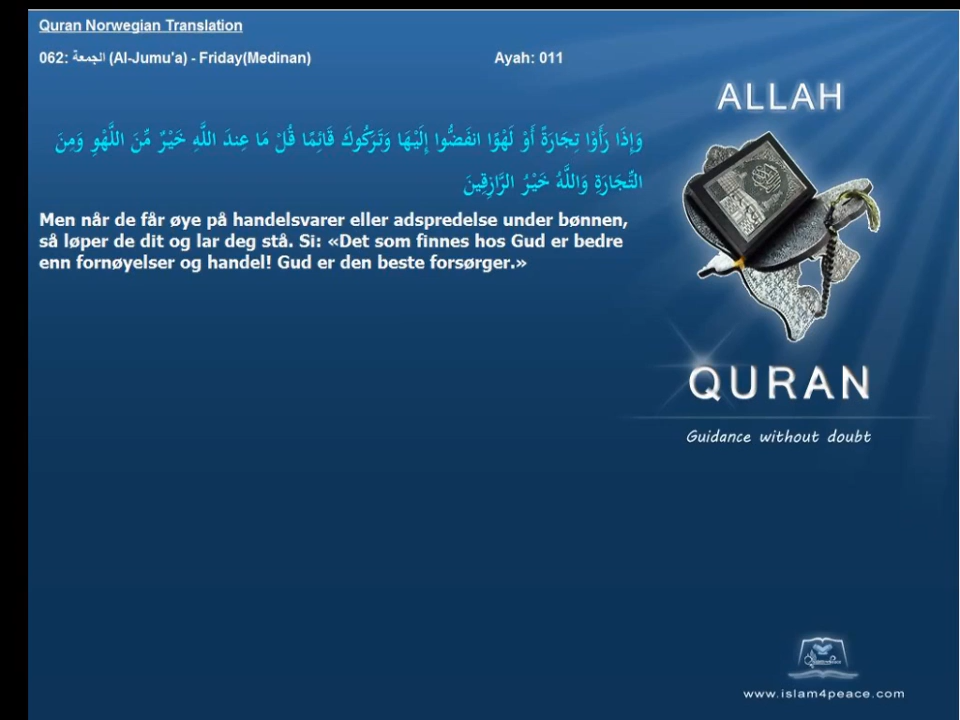 Quran Norwegian Translation
062: الجمعة (Al-Jumu'a) - Friday(Medinan) Ayah: 011
وَإِذَا رَأَوْا تِجَارَةً أَوْ لَهْوًا انفَضُّوا إِلَيْهَا وَتَرَكُوكَ قَائِمًا قُلْ مَا عِندَ اللَّهِ خَيْرٌ مِّنَ اللَّهْوِ وَمِنَ
التِّجَارَةِ وَاللَّهُ خَيْرُ الرَّازِقِينَ
Men når de får øye på handelsvarer eller adspredelse under bønnen,
så løper de dit og lar deg stå. Si: «Det som finnes hos Gud er bedre
enn fornøyelser og handel! Gud er den beste forsørger.»
ALLAH
QURAN
Guidance without doubt
www.islam4peace.com